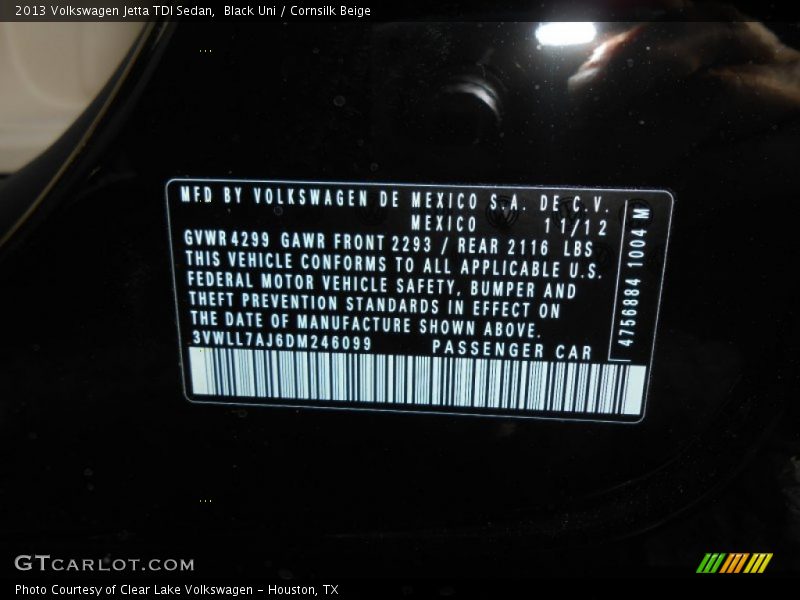 2013 Volkswagen Jetta TDI Sedan,  Black Uni / Cornsilk Beige
MFD BY VOLKSWAGEN DE MEXICO S.A. DE C.V.
MEXICO 11/12
GVWR 4299 GAWR FRONT 2293 / REAR 2116 LBS
THIS VEHICLE CONFORMS TO ALL APPLICABLE U.S.
FEDERAL MOTOR VEHICLE SAFETY, BUMPER AND
THEFT PREVENTION STANDARDS IN EFFECT ON
THE DATE OF MANUFACTURE SHOWN ABOVE.
3VWLL7AJ6DM246099 PASSENGER CAR
4756884 1004 M
GTCARLOT.COM
Photo Courtesy of Clear Lake Volkswagen - Houston, TX